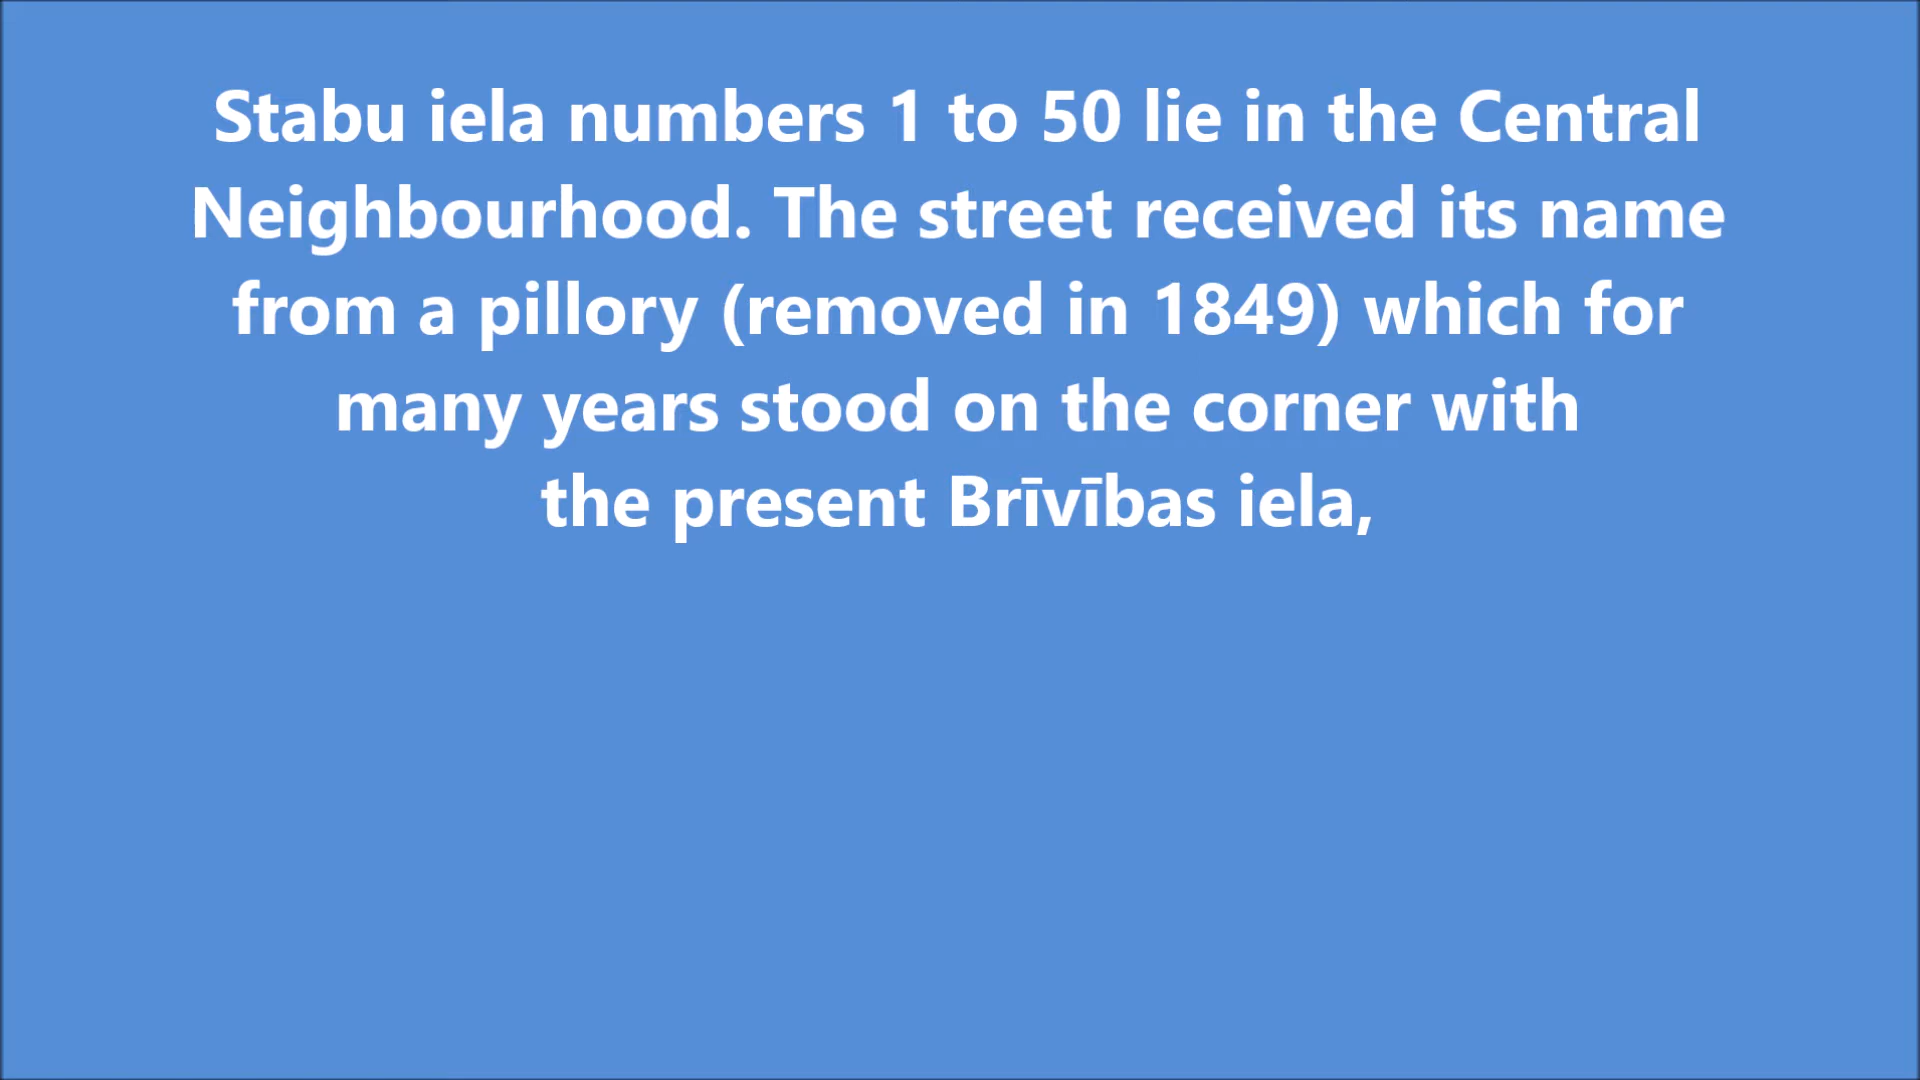 Stabu iela numbers 1 to 50 lie in the Central
Neighbourhood. The street received its name
from a pillory (removed in 1849) which for
many years stood on the corner with
the present Brīvības iela,